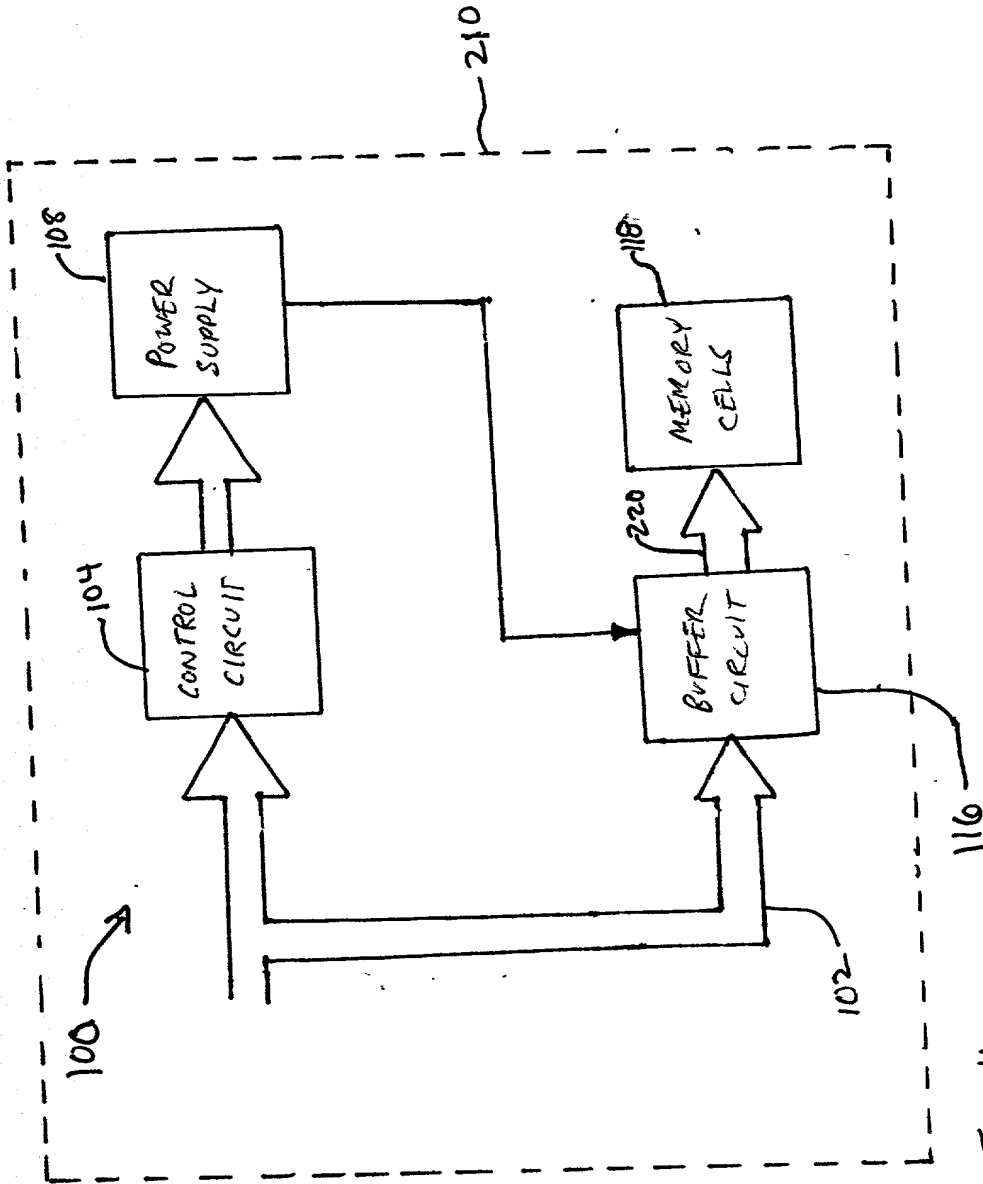 100
104
CONTROL
CIRCUIT
108
POWER
SUPPLY
210
102
BUFFER
CIRCUIT
116
220
118
MEMORY
CELLS